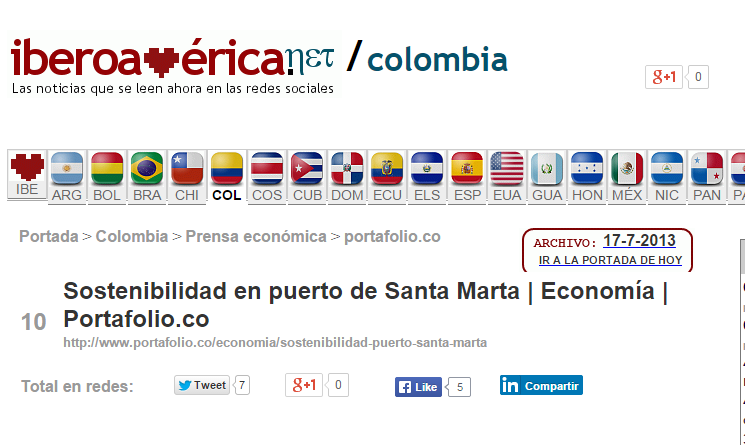 iberoamérica.net / colombia
Las noticias que se leen ahora en las redes sociales
g+1 0
IBE ARG BOL BRA CHI COL COS CUB DOM ECU ELS ESP EUA GUA HON MÉX NIC PAN
Portada > Colombia > Prensa económica > portafolio.co
ARCHIVO: 17-7-2013
IR A LA PORTADA DE HOY
Sostenibilidad en puerto de Santa Marta | Economía |
10
Portafolio.co
http://www.portafolio.co/economia/sostenibilidad-puerto-santa-marta
Total en redes: Tweet 7 g+1 0 Like 5 in Compartir